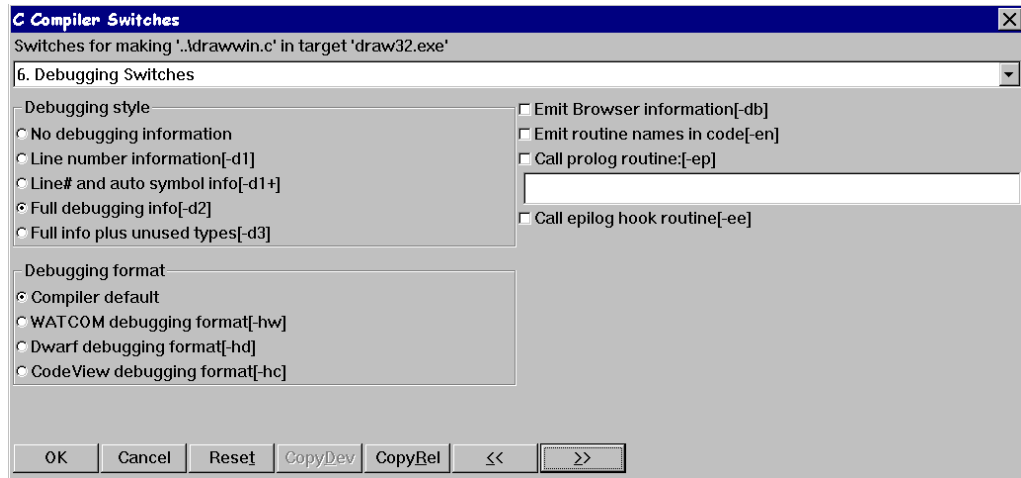 C Compiler Switches
Switches for making '..\drawwin.c' in target 'draw32.exe'
6. Debugging Switches
Debugging style
No debugging information
Line number information[-d1]
Line# and auto symbol info[-d1+]
Full debugging info[-d2]
Full info plus unused types[-d3]
Debugging format
Compiler default
WATCOM debugging format[-hw]
Dwarf debugging format[-hd]
CodeView debugging format[-hc]
Emit Browser information[-db]
Emit routine names in code[-en]
Call prolog routine:[-ep]
Call epilog hook routine[-ee]
OK
Cancel
Reset
CopyDev
CopyRel
<<
>>